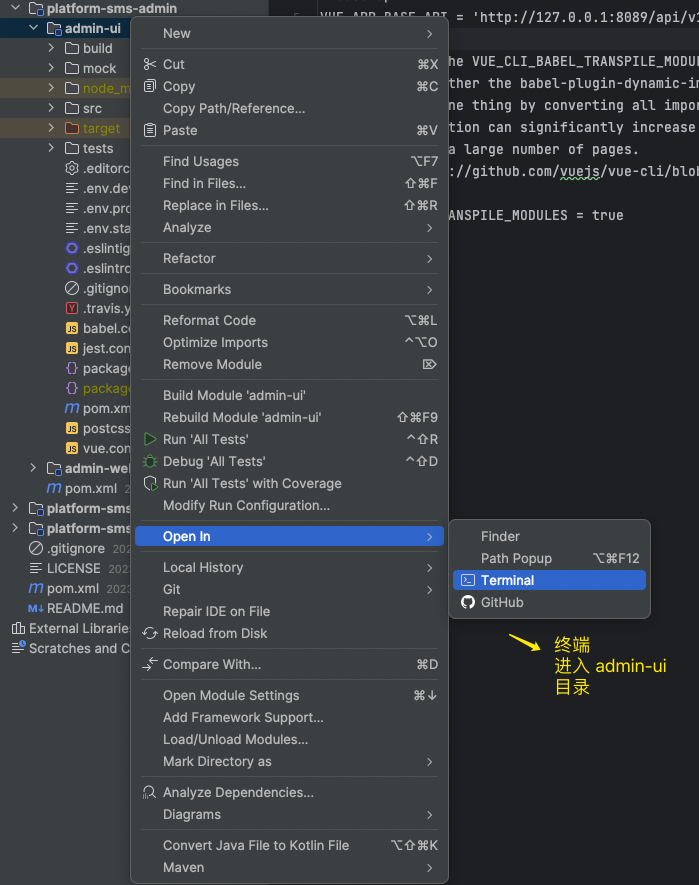 platform-sms-admin
admin-ui
build
mock
node_m
src
target
tests
.editorc
.env.de
.env.pro
.env.sta
.eslintig
.eslintrc
.gitigno
.travis.y
babel.co
jest.con
package
package
pom.xm
postcss
vue.con
admin-we
pom.xml
platform-sms
platform-sms
.gitignore 202
LICENSE 2023
pom.xml 2023
README.md
External Librarie
Scratches and C
New
Cut ⌘X
Copy ⌘C
Copy Path/Reference...
Paste ⌘V
Find Usages ⌥F7
Find in Files... ⇧⌘F
Replace in Files... ⇧⌘R
Analyze
Refactor
Bookmarks
Reformat Code ⌥⌘L
Optimize Imports ^⌥O
Remove Module ⌦
Build Module 'admin-ui'
Rebuild Module 'admin-ui' ⇧⌘F9
Run 'All Tests' ^⇧R
Debug 'All Tests' ^⇧D
Run 'All Tests' with Coverage
Modify Run Configuration...
Open In
Local History
Git
Repair IDE on File
Reload from Disk
Compare With... ⌘D
Open Module Settings ⌘↓
Add Framework Support...
Load/Unload Modules...
Mark Directory as
Analyze Dependencies...
Diagrams
Convert Java File to Kotlin File ⌥⇧⌘K
Maven
Finder
Path Popup ⌥⌘F12
Terminal
GitHub
VUE_APP_BASE_API = 'http://127.0.0.1:8089/api/v1
he VUE_CLI_BABEL_TRANSPILE_MODU
ther the babel-plugin-dynamic-im
ne thing by converting all impor
tion can significantly increase
a large number of pages.
://github.com/vuejs/vue-cli/blob
ANSPILE_MODULES = true
终端
进入 admin-ui
目录